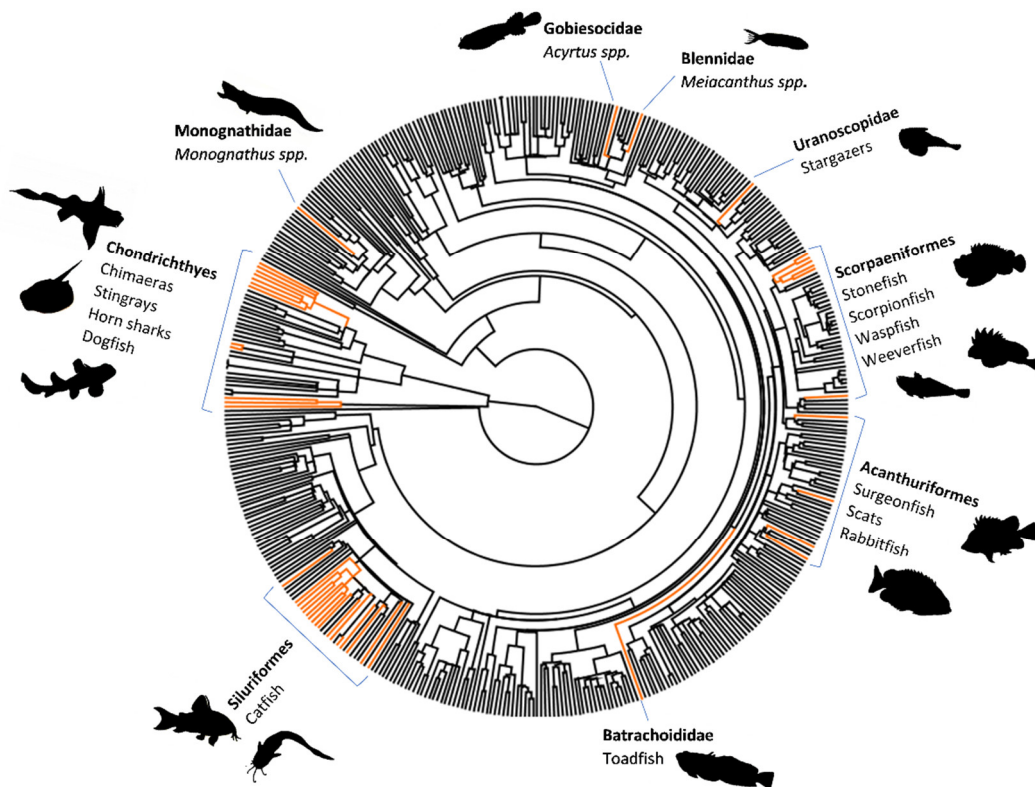 Gobiesocidae
Acyrtus spp.
Blennidae
Meiacanthus spp.
Monognathidae
Monognathus spp.
Uranoscopidae
Stargazers
Chondrichthyes
Chimaeras
Stingrays
Horn sharks
Dogfish
Scorpaeniformes
Stonefish
Scorpionfish
Waspfish
Weeverfish
Acanthuriformes
Surgeonfish
Scats
Rabbitfish
Siluriformes
Catfish
Batrachoididae
Toadfish